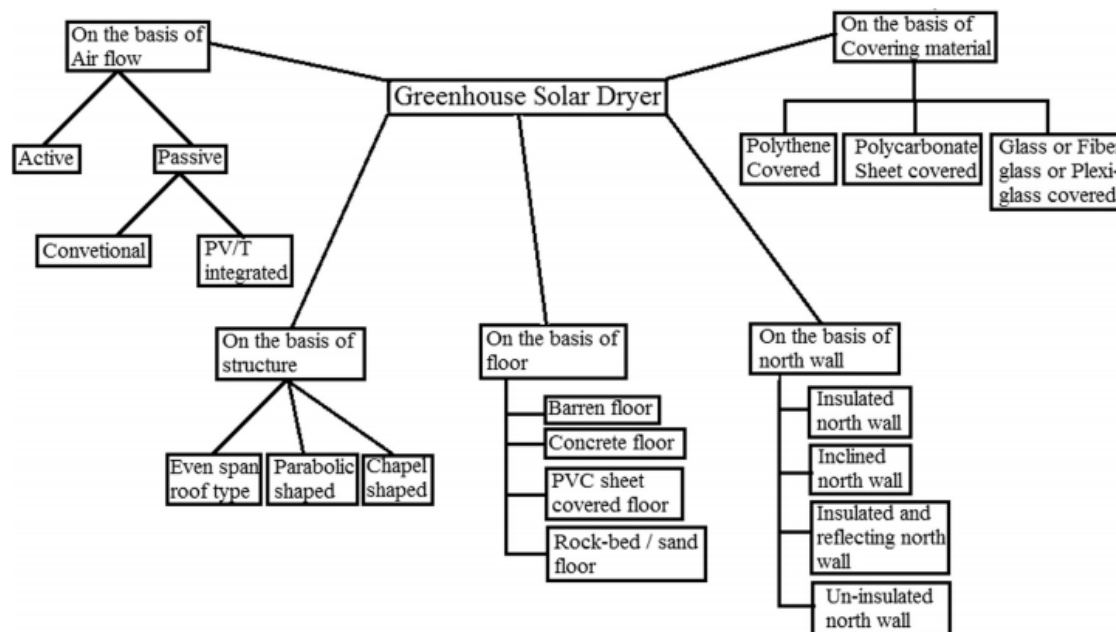 On the basis of
Air flow
On the basis of
Covering material
Greenhouse Solar Dryer
Active
Passive
Polythene
Covered
Polycarbonate
Sheet covered
Glass or Fiber
glass or Plexi-
glass covered
Convetional
PV/T
integrated
On the basis of
structure
On the basis of
floor
On the basis of
north wall
Even span
roof type
Parabolic
shaped
Chapel
shaped
Barren floor
Concrete floor
PVC sheet
covered floor
Rock-bed / sand
floor
Insulated
north wall
Inclined
north wall
Insulated and
reflecting north
wall
Un-insulated
north wall